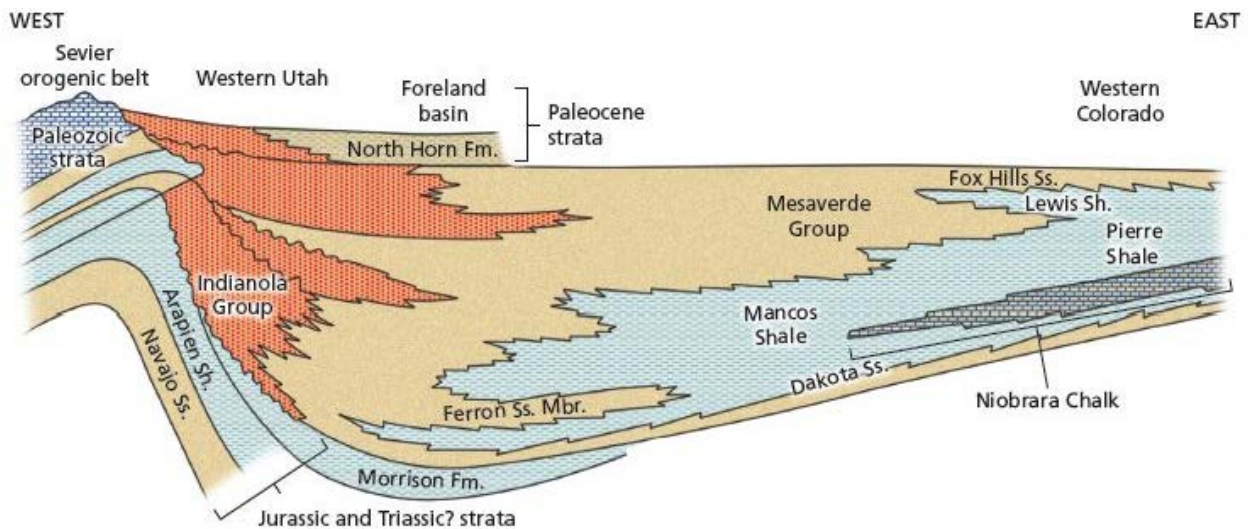 WEST
EAST
Sevier
orogenic belt
Western Utah
Foreland
basin
Paleocene
strata
Western
Colorado
Paleozoic
strata
North Horn Fm.
Fox Hills Ss.
Lewis Sh.
Mesaverde
Group
Pierre
Shale
Indianola
Group
Mancos
Shale
Arapien Sh.
Navajo Ss.
Dakota Ss.
Niobrara Chalk
Ferron Ss. Mbr.
Morrison Fm.
Jurassic and Triassic? strata